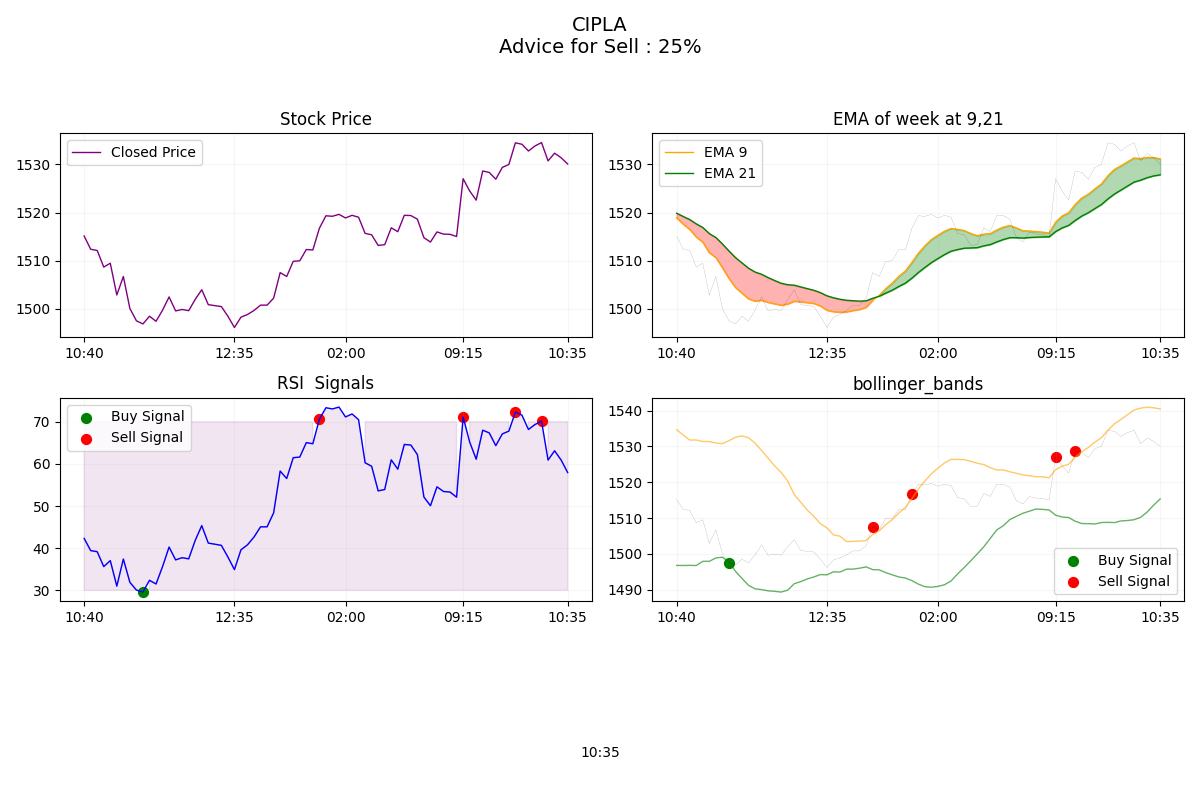 CIPLA
Advice for Sell : 25%
Stock Price
Closed Price
1530
1520
1510
1500
10:40 12:35 02:00 09:15 10:35
EMA of week at 9,21
EMA 9
EMA 21
1530
1520
1510
1500
10:40 12:35 02:00 09:15 10:35
RSI  Signals
Buy Signal
Sell Signal
70
60
50
40
30
10:40 12:35 02:00 09:15 10:35
bollinger_bands
1540
1530
1520
1510
1500
1490
Buy Signal
Sell Signal
10:40 12:35 02:00 09:15 10:35
10:35